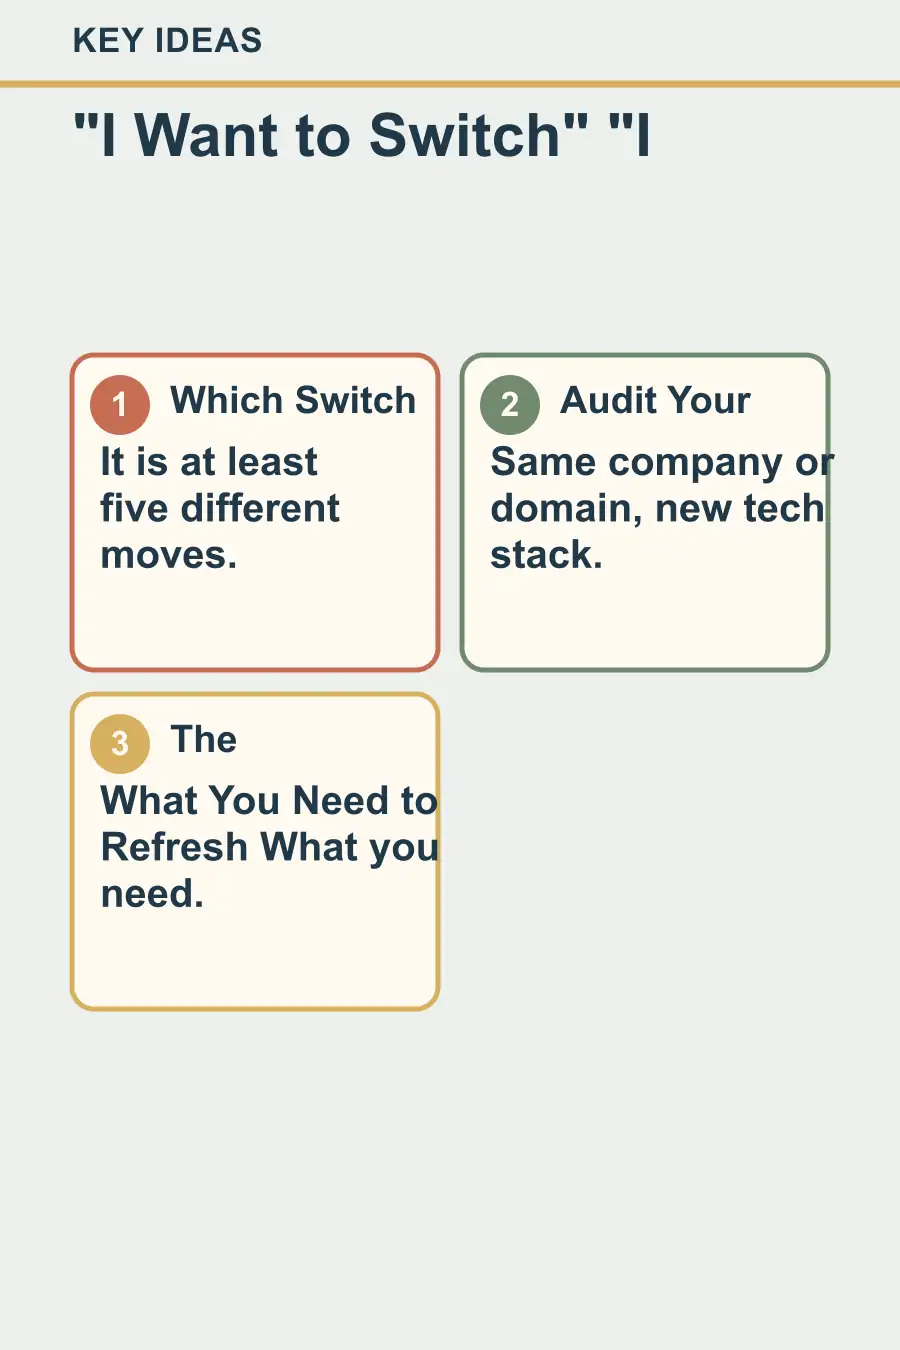 KEY IDEAS
"I Want to Switch" "I
1 Which Switch
It is at least
five different
moves.
2 Audit Your
Same company or
domain, new tech
stack.
3 The
What You Need to
Refresh What you
need.